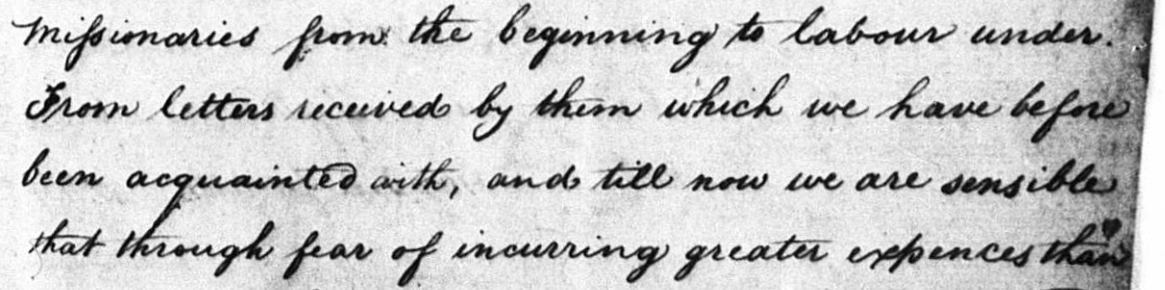 Missionaries from the beginning to labour under.
From letters received by them which we have before
been acquainted with, and till now we are sensible
that through fear of incurring greater expences than